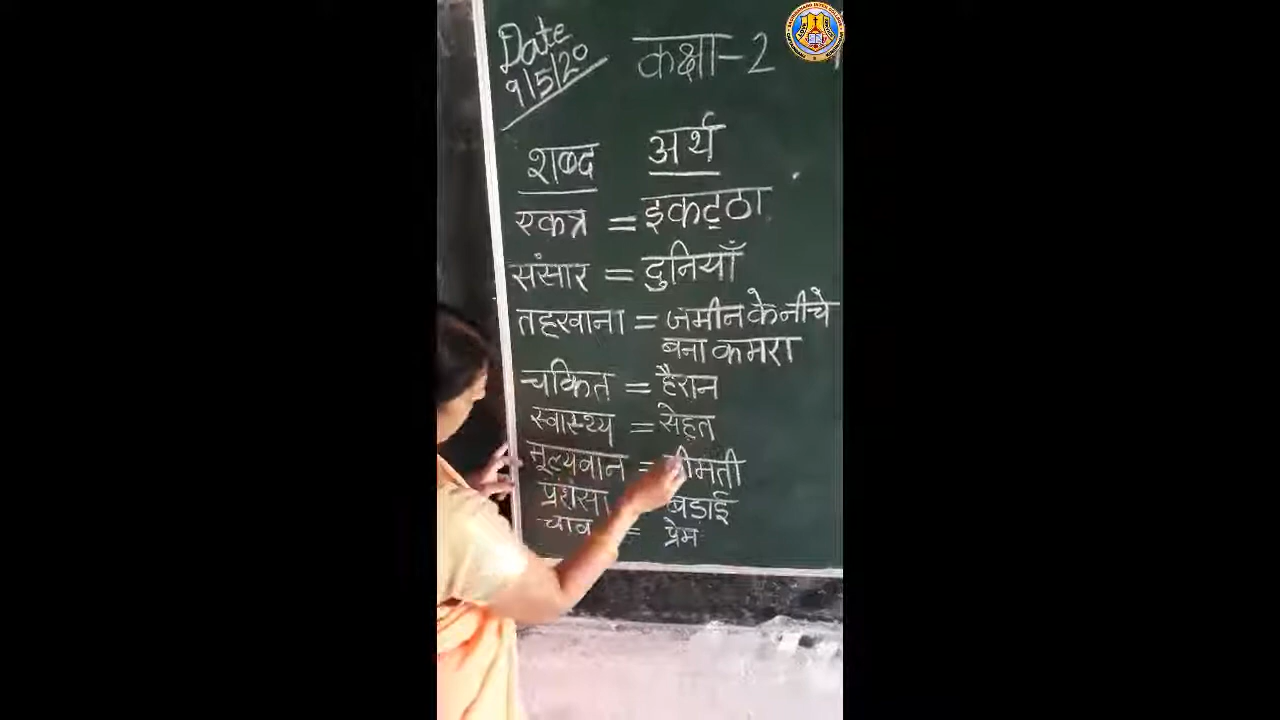 Date
9/5/20
कक्षा-2
शब्द अर्थ
एकत्र = इकट्ठा
संसार = दुनियाँ
तहखाना = जमीन के नीचे
बना कमरा
चकित = हैरान
स्वास्थ्य = सेहत
मूल्यवान =
प्रशंसा बडाई
चाव = प्रेम